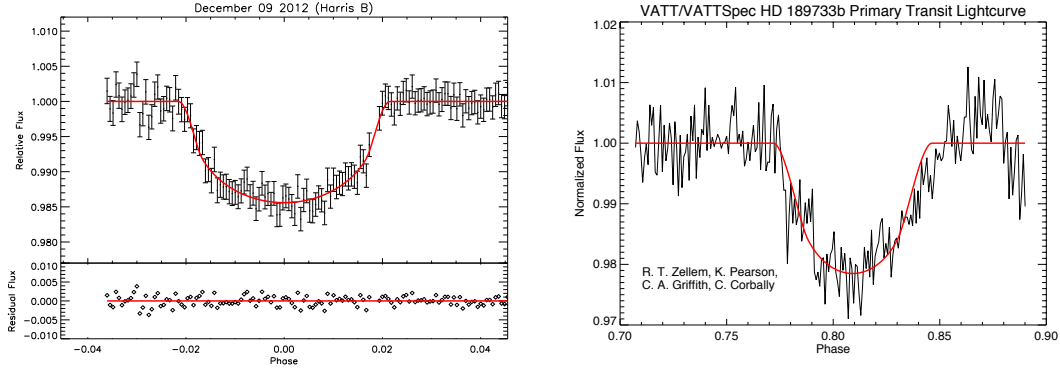 December 09 2012 (Harris B)
1.010
1.005
1.000
0.995
0.990
0.985
0.980
Relative Flux
0.010
0.005
0.000
-0.005
-0.010
Residual Flux
-0.04 -0.02 0.00 0.02 0.04
Phase
VATT/VATTSpec HD 189733b Primary Transit Lightcurve
1.02
1.01
1.00
0.99
0.98
0.97
Normalized Flux
R. T. Zellem, K. Pearson,
C. A. Griffith, C. Corbally
0.70 0.75 0.80 0.85 0.90
Phase